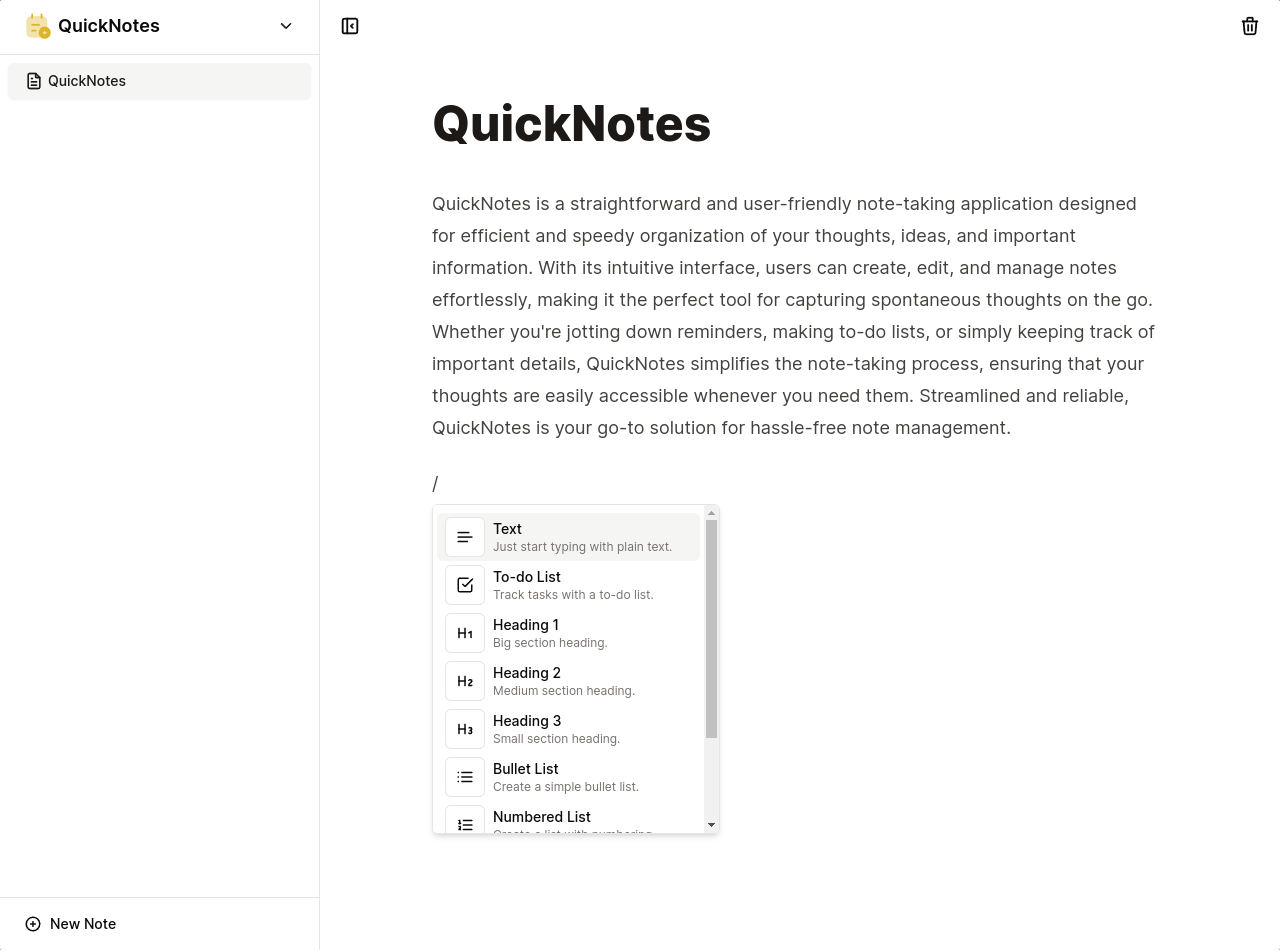 QuickNotes
QuickNotes
QuickNotes
QuickNotes is a straightforward and user-friendly note-taking application designed
for efficient and speedy organization of your thoughts, ideas, and important
information. With its intuitive interface, users can create, edit, and manage notes
effortlessly, making it the perfect tool for capturing spontaneous thoughts on the go.
Whether you're jotting down reminders, making to-do lists, or simply keeping track of
important details, QuickNotes simplifies the note-taking process, ensuring that your
thoughts are easily accessible whenever you need them. Streamlined and reliable,
QuickNotes is your go-to solution for hassle-free note management.
/
Text
Just start typing with plain text.
To-do List
Track tasks with a to-do list.
H1
Heading 1
Big section heading.
H2
Heading 2
Medium section heading.
H3
Heading 3
Small section heading.
Bullet List
Create a simple bullet list.
Numbered List
Create a list with numbering.
New Note